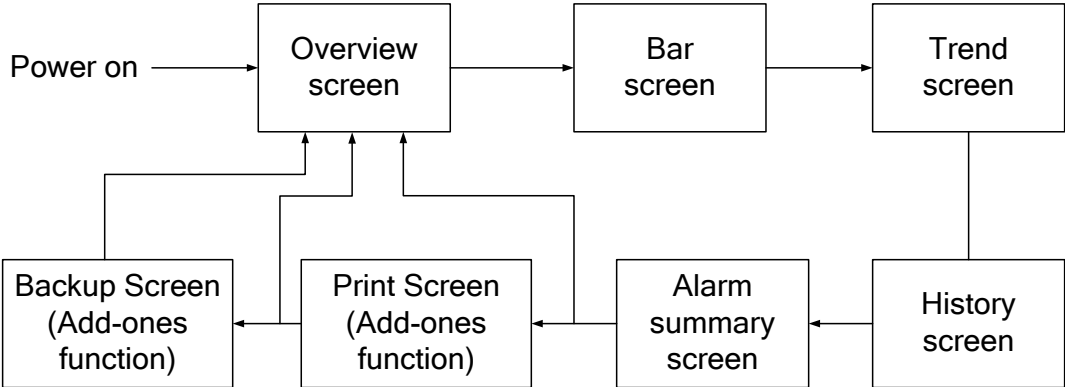 Power on
Overview
screen
Bar
screen
Trend
screen
Backup Screen
(Add-ones
function)
Print Screen
(Add-ones
function)
Alarm
summary
screen
History
screen